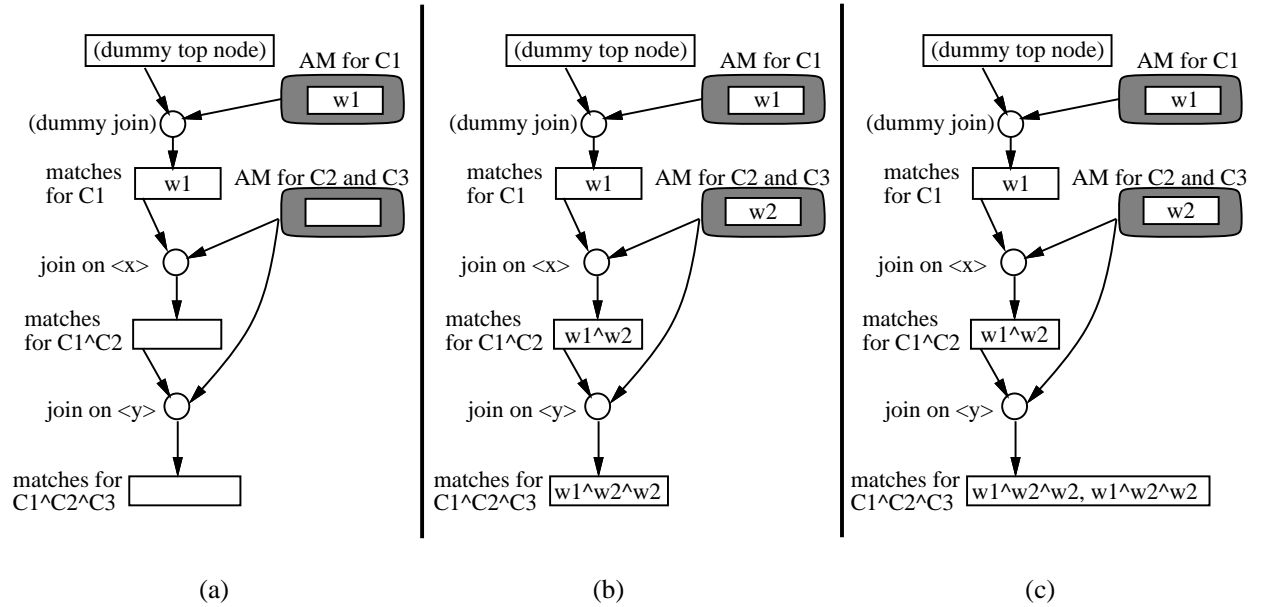 (dummy top node)
AM for C1
w1
(dummy join)
matches
for C1
w1
AM for C2 and C3
join on <x>
matches
for C1^C2
join on <y>
matches for
C1^C2^C3
(a)
(dummy top node)
AM for C1
w1
(dummy join)
matches
for C1
w1
AM for C2 and C3
w2
join on <x>
matches
for C1^C2
w1^w2
join on <y>
matches for
C1^C2^C3
w1^w2^w2
(b)
(dummy top node)
AM for C1
w1
(dummy join)
matches
for C1
w1
AM for C2 and C3
w2
join on <x>
matches
for C1^C2
w1^w2
join on <y>
matches for
C1^C2^C3
w1^w2^w2, w1^w2^w2
(c)